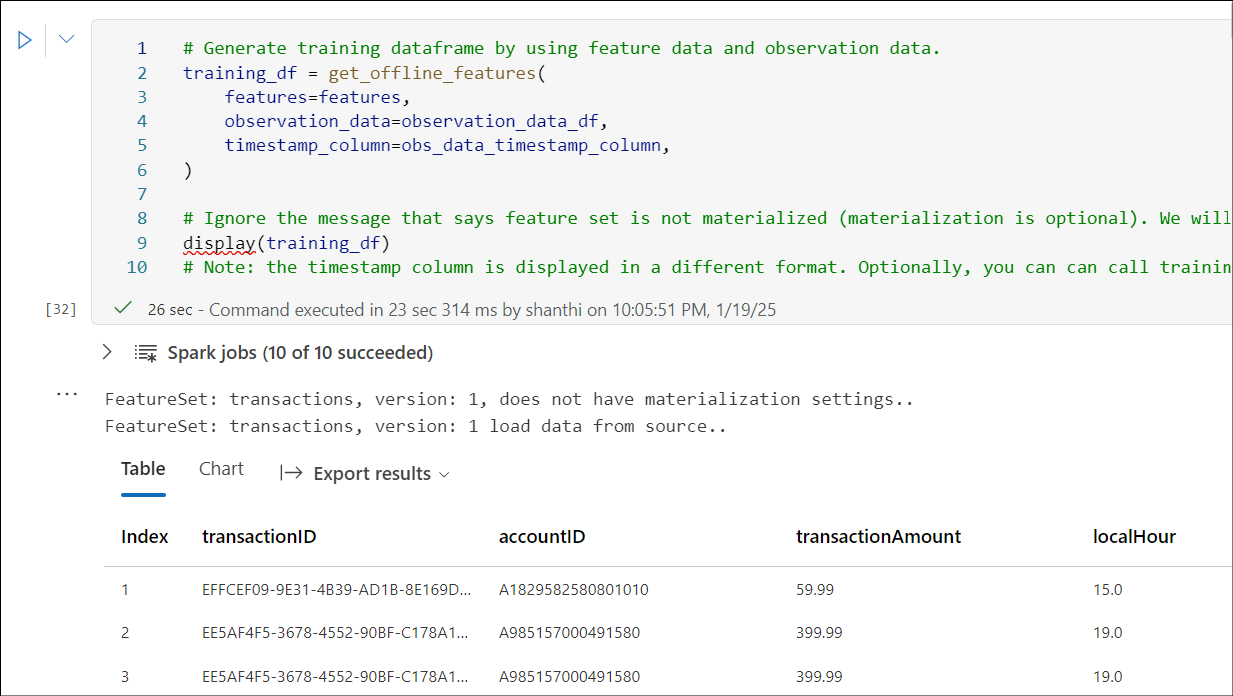 1 # Generate training dataframe by using feature data and observation data.
2 training_df = get_offline_features(
3     features=features,
4     observation_data=observation_data_df,
5     timestamp_column=obs_data_timestamp_column,
6 )
7
8 # Ignore the message that says feature set is not materialized (materialization is optional). We will
9 display(training_df)
10 # Note: the timestamp column is displayed in a different format. Optionally, you can can call trainin
[32] 26 sec - Command executed in 23 sec 314 ms by shanthi on 10:05:51 PM, 1/19/25
Spark jobs (10 of 10 succeeded)
... FeatureSet: transactions, version: 1, does not have materialization settings..
FeatureSet: transactions, version: 1 load data from source..
Table Chart Export results
Index transactionID accountID transactionAmount localHour
1 EFFCEF09-9E31-4B39-AD1B-8E169D... A1829582580801010 59.99 15.0
2 EE5AF4F5-3678-4552-90BF-C178A1... A985157000491580 399.99 19.0
3 EE5AF4F5-3678-4552-90BF-C178A1... A985157000491580 399.99 19.0